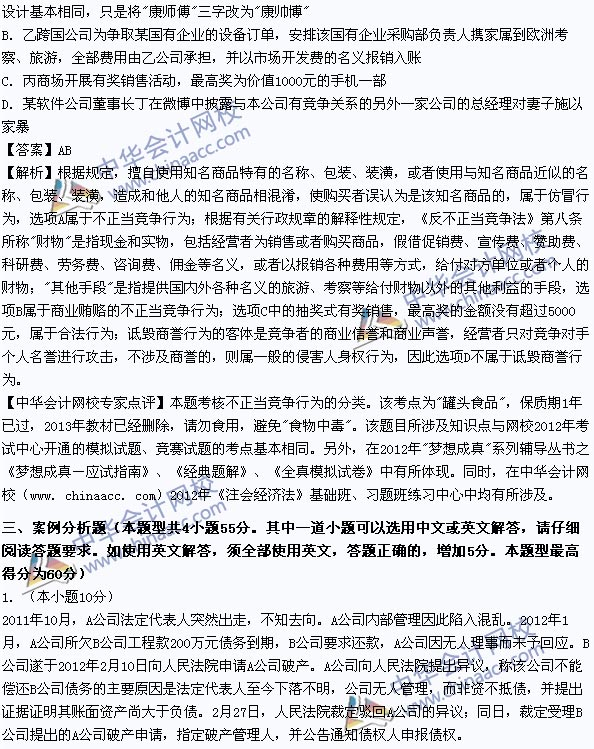 设计基本相同，只是将"康师傅"三字改为"康帅博"
B．乙跨国公司为争取某国有企业的设备订单，安排该国有企业采购部负责人携家属到欧洲考
察、旅游，全部费用由乙公司承担，并以市场开发费的名义报销入账
C．丙商场开展有奖销售活动，最高奖为价值1000元的手机一部
D．某软件公司董事长丁在微博中披露与本公司有竞争关系的另外一家公司的总经理对妻子施以
家暴
【答案】AB
【解析】根据规定，擅自使用知名商品特有的名称、包装、装潢，或者使用与知名商品近似的名
称、包装、装潢，造成和他人的知名商品相混淆，使购买者误认为是该知名商品的，属于仿冒行
为，选项A属于不正当竞争行为；根据有关行政规章的解释性规定，《反不正当竞争法》第八条
所称"财物"是指现金和实物，包括经营者为销售或者购买商品，假借促销费、宣传费、赞助费、
科研费、劳务费、咨询费、佣金等名义，或者以报销各种费用等方式，给付对方单位或者个人的
财物；"其他手段"是指提供国内外各种名义的旅游、考察等给付财物以外的其他利益的手段，选
项B属于商业贿赂的不正当竞争行为；选项C中的抽奖式有奖销售，最高奖的金额没有超过5000
元，属于合法行为；诋毁商誉行为的客体是竞争者的商业信誉和商业声誉，经营者只对竞争对手
个人名誉进行攻击，不涉及商誉的，则属一般的侵害人身权行为，因此选项D不属于诋毁商誉行
为。
【中华会计网校专家点评】本题考核不正当竞争行为的分类。该考点为"罐头食品"，保质期1年
已过，2013年教材已经删除，请勿食用，避免"食物中毒"。该题目所涉及知识点与网校2012年考
试中心开通的模拟试题、竞赛试题的考点基本相同。另外，在2012年"梦想成真"系列辅导丛书之
《梦想成真—应试指南》、《经典题解》、《全真模拟试卷》中有所体现。同时，在中华会计网
校（www. chinaacc. com）2012年《注会经济法》基础班、习题班练习中心中均有所涉及。
三、案例分析题（本题型共4小题55分。其中一道小题可以选用中文或英文解答，请仔细
阅读答题要求。如使用英文解答，须全部使用英文，答题正确的，增加5分。本题型最高
得分为60分）
1. （本小题10分）
2011年10月，A公司法定代表人突然出走，不知去向。A公司内部管理因此陷入混乱。2012年1
月，A公司所欠B公司工程款200万元债务到期，B公司要求还款，A公司因无人理事而未予回应。B
公司遂于2012年2月10日向人民法院申请A公司破产。A公司向人民法院提出异议，称该公司不能
偿还B公司债务的主要原因是法定代表人至今下落不明，公司无人管理，而非资不抵债，并提出
证据证明其账面资产尚大于负债。2月27日，人民法院裁定驳回A公司的异议；同日，裁定受理B
公司提出的A公司破产申请，指定破产管理人，并公告通知债权人申报债权。